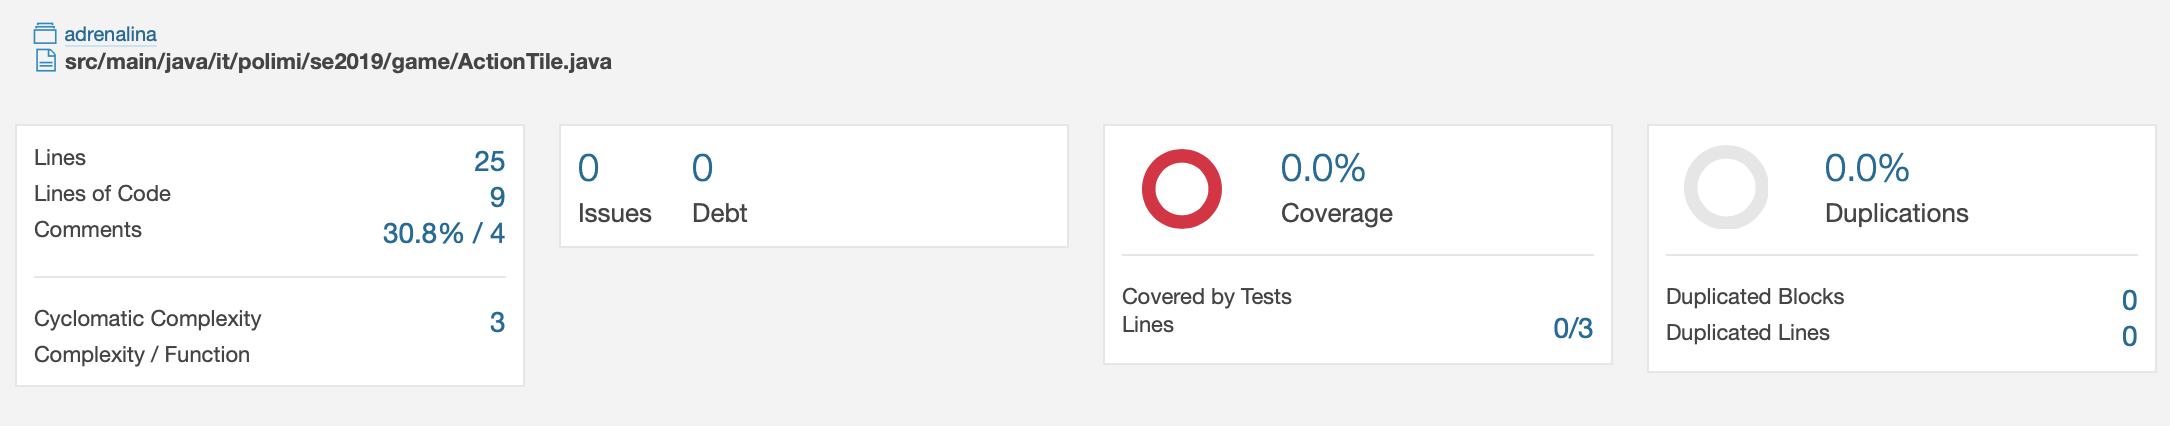 adrenalina
src/main/java/it/polimi/se2019/game/ActionTile.java
Lines 25
Lines of Code 9
Comments 30.8% / 4
Cyclomatic Complexity 3
Complexity / Function
0 0
Issues Debt
0.0%
Coverage
Covered by Tests
Lines 0/3
0.0%
Duplications
Duplicated Blocks 0
Duplicated Lines 0